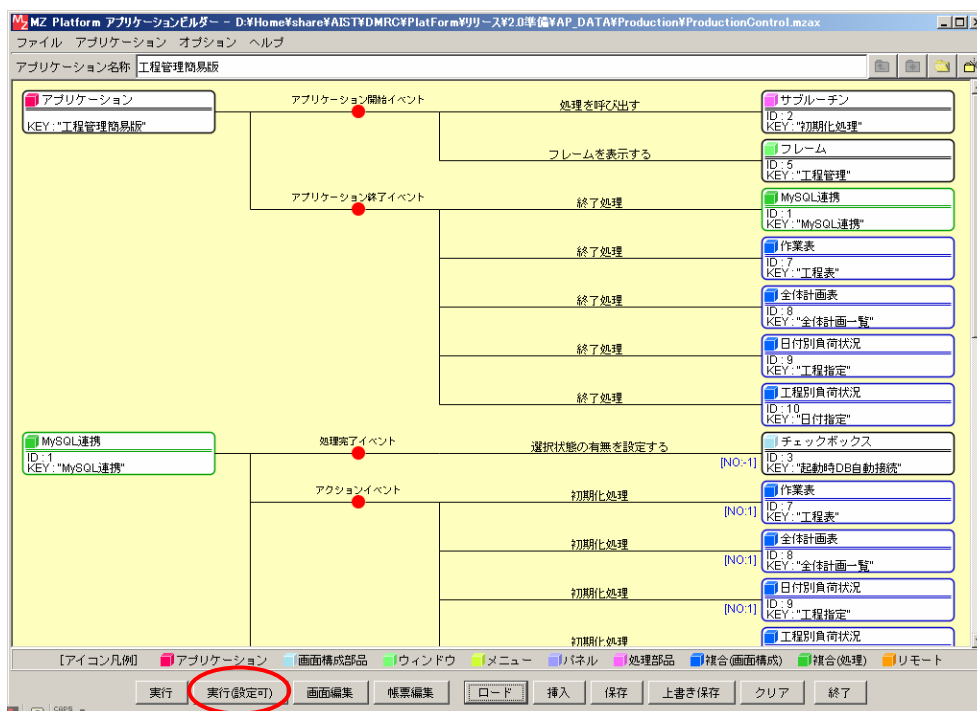 MZ Platform アプリケーションビルダー - D:¥Home¥share¥AIST¥DMRC¥PlatForm¥リリース¥2.0準備¥AP_DATA¥Production¥ProductionControl.mzax
ファイル アプリケーション オプション ヘルプ
アプリケーション名称 工程管理簡易版
アプリケーション
KEY:"工程管理簡易版"
アプリケーション開始イベント
処理を呼び出す
サブルーチン
ID:2
KEY:"初期化処理"
フレームを表示する
フレーム
ID:5
KEY:"工程管理"
アプリケーション終了イベント
終了処理
MySQL連携
ID:1
KEY:"MySQL連携"
終了処理
作業表
ID:7
KEY:"工程表"
終了処理
全体計画表
ID:8
KEY:"全体計画一覧"
終了処理
日付別負荷状況
ID:9
KEY:"工程指定"
終了処理
工程別負荷状況
ID:10
KEY:"日付指定"
MySQL連携
ID:1
KEY:"MySQL連携"
処理完了イベント
選択状態の有無を設定する
[NO:-1]
チェックボックス
ID:3
KEY:"起動時DB自動接続"
アクションイベント
初期化処理
[NO:1]
作業表
ID:7
KEY:"工程表"
初期化処理
[NO:1]
全体計画表
ID:8
KEY:"全体計画一覧"
初期化処理
[NO:1]
日付別負荷状況
ID:9
KEY:"工程指定"
初期化処理
工程別負荷状況
[アイコン凡例] アプリケーション 画面構成部品 ウィンドウ メニュー パネル 処理部品 複合(画面構成) 複合(処理) リモート
実行 実行(設定可) 画面編集 帳票編集 ロード 挿入 保存 上書き保存 クリア 終了
CAPS